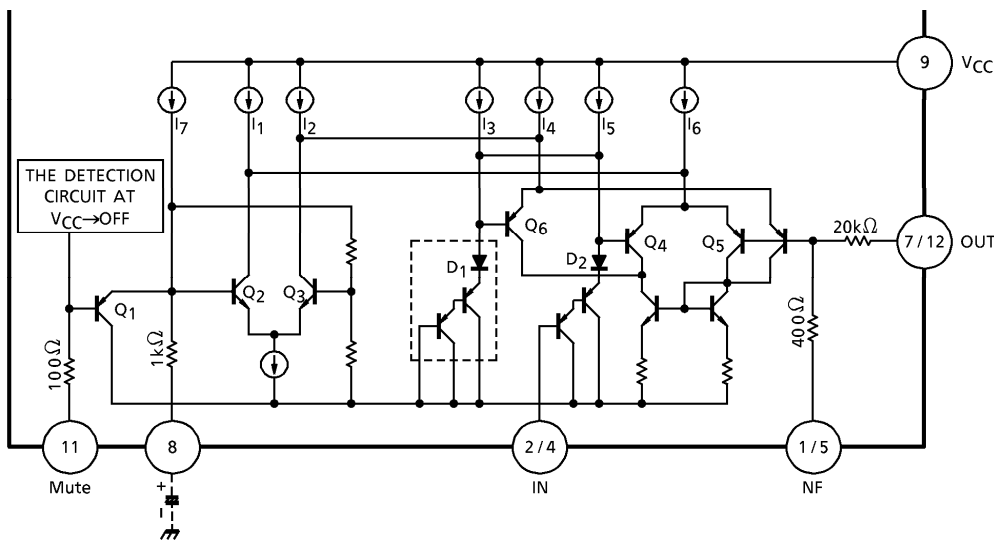 9
VCC
I7
I1
I2
I3
I4
I5
I6
THE DETECTION
CIRCUIT AT
VCC→OFF
Q6
Q4
Q5
20kΩ
7 / 12
OUT
D1
D2
Q1
Q2
Q3
100Ω
1kΩ
400Ω
11
8
2 / 4
1 / 5
Mute
IN
NF
+